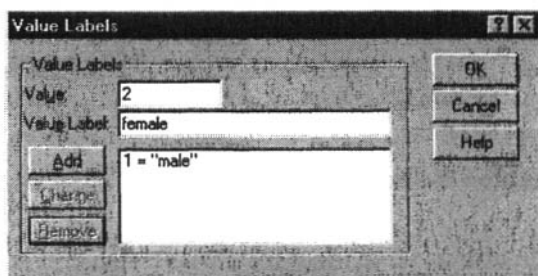 Value Labels
? X
Value Labels
Value: 2
Value Label: female
Add
Change
Remove
1 = "male"
OK
Cancel
Help